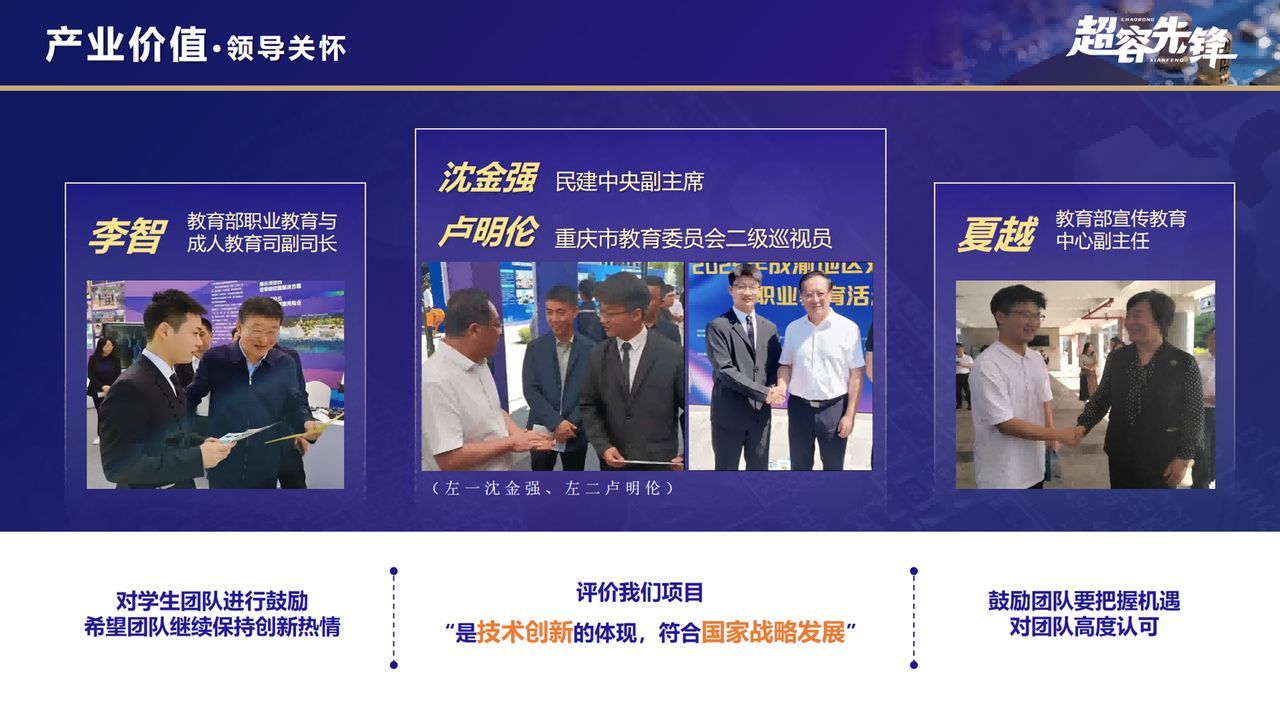 产业价值·领导关怀
CHAORONG
超容先锋
XIANFENG
李智
教育部职业教育与
成人教育司副司长
沈金强 民建中央副主席
卢明伦 重庆市教育委员会二级巡视员
（左一沈金强、左二卢明伦）
夏越
教育部宣传教育
中心副主任
对学生团队进行鼓励
希望团队继续保持创新热情
评价我们项目
“是技术创新的体现，符合国家战略发展”
鼓励团队要把握机遇
对团队高度认可